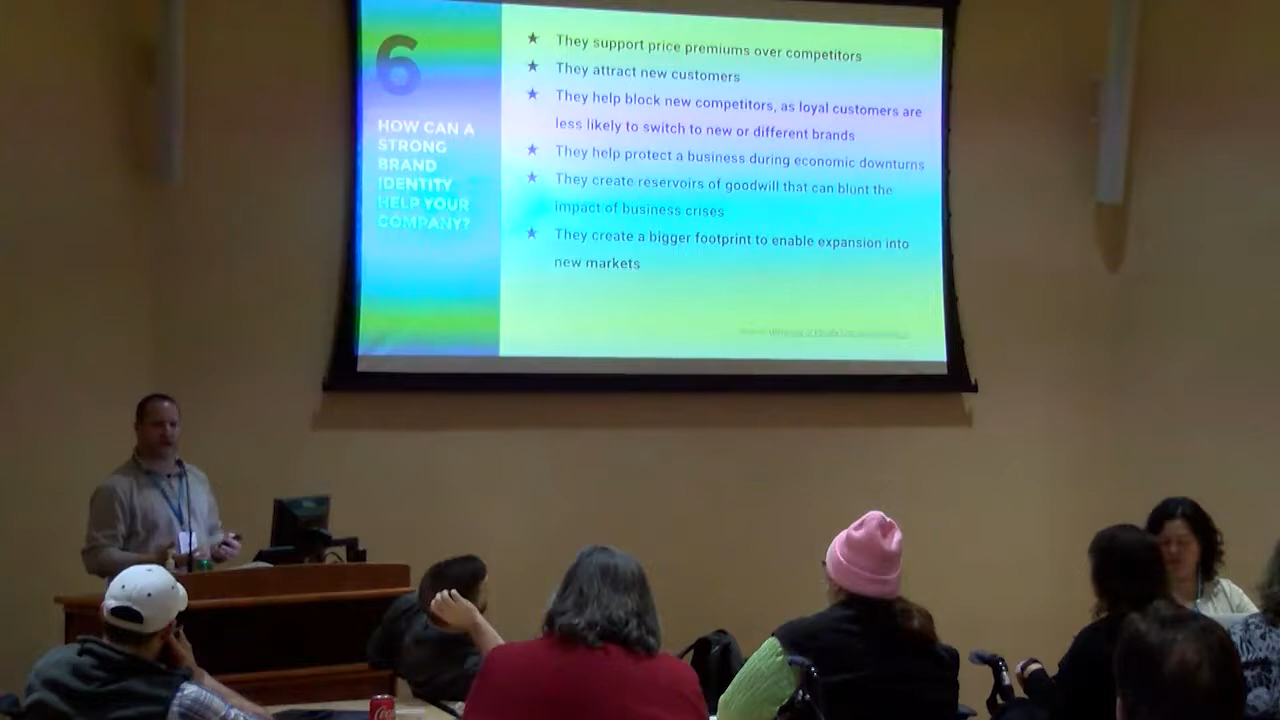 6
HOW CAN A
STRONG
BRAND
IDENTITY
HELP YOUR
COMPANY?
★ They support price premiums over competitors
★ They attract new customers
★ They help block new competitors, as loyal customers are
less likely to switch to new or different brands
★ They help protect a business during economic downturns
★ They create reservoirs of goodwill that can blunt the
impact of business crises
★ They create a bigger footprint to enable expansion into
new markets